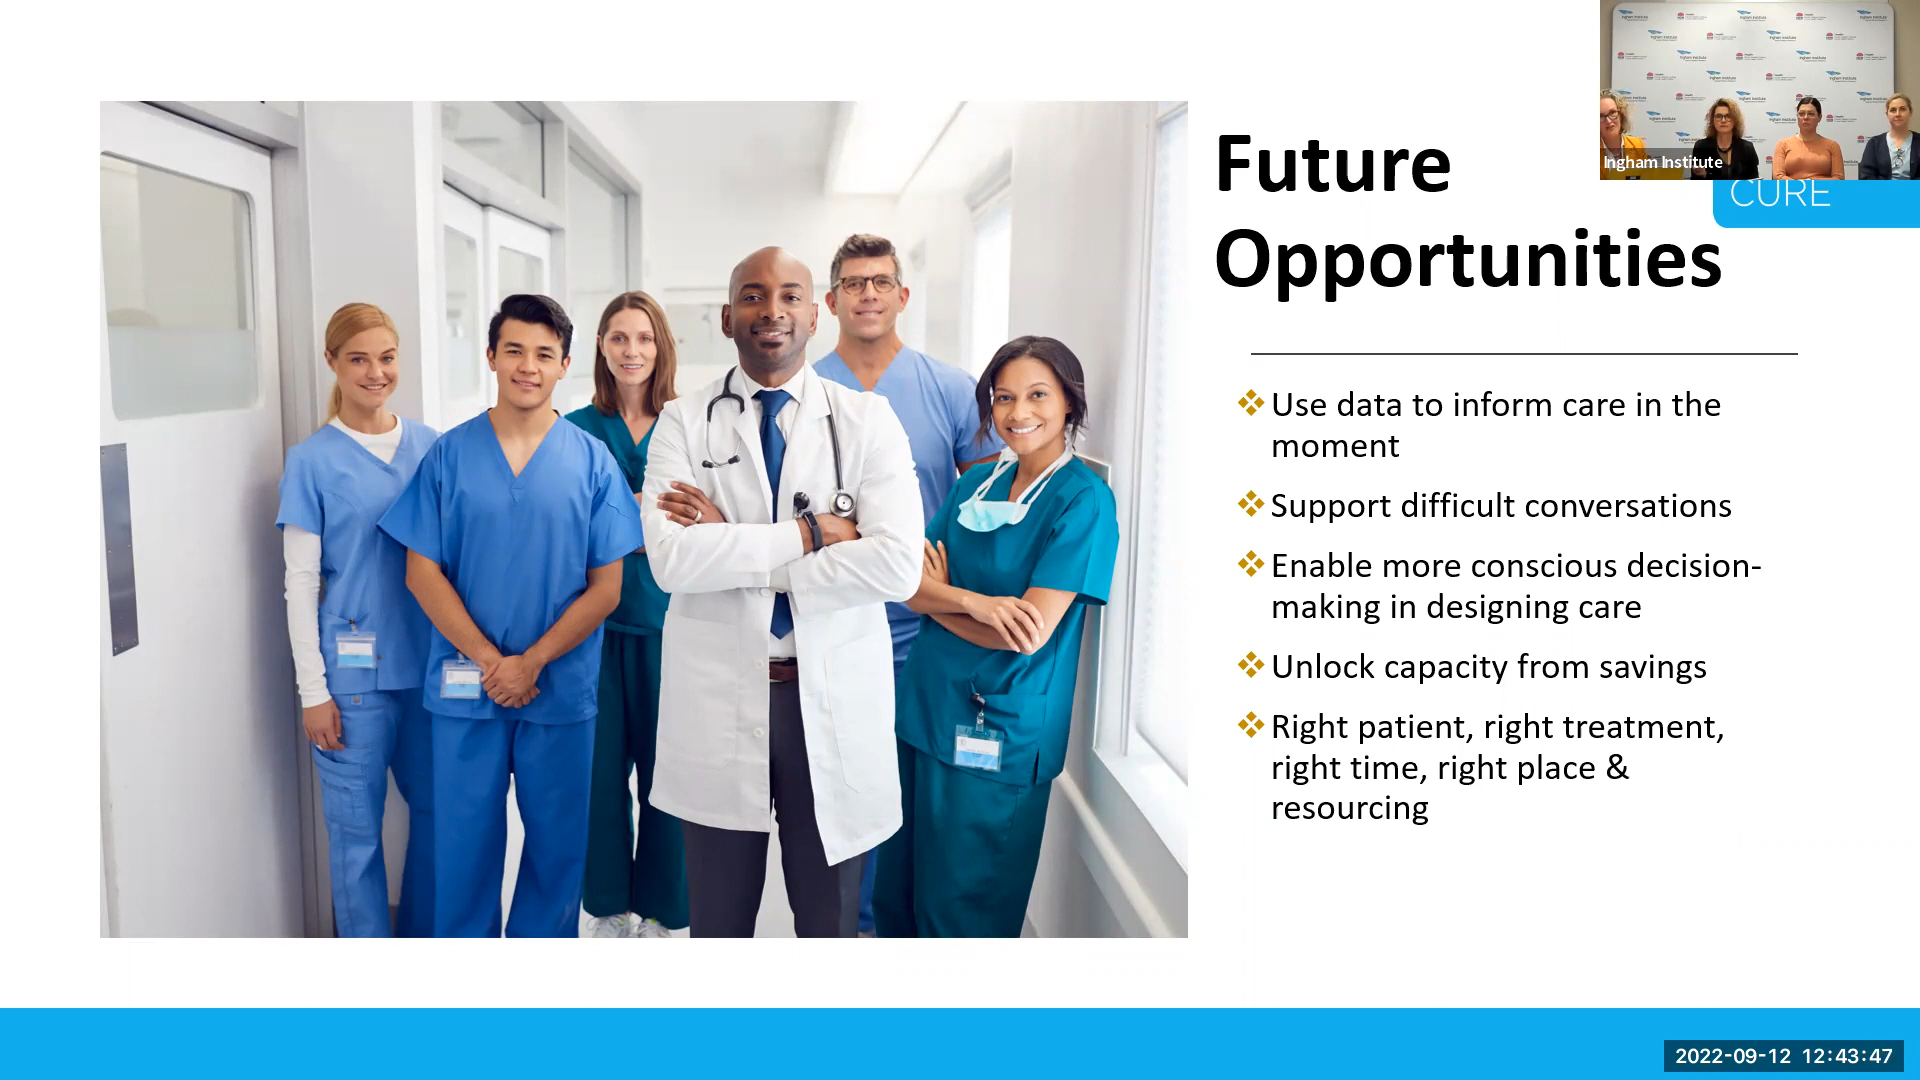 Future
Opportunities
Ingham Institute
CURE
❖ Use data to inform care in the
moment
❖ Support difficult conversations
❖ Enable more conscious decision-
making in designing care
❖ Unlock capacity from savings
❖ Right patient, right treatment,
right time, right place &
resourcing
2022-09-12 12:43:47